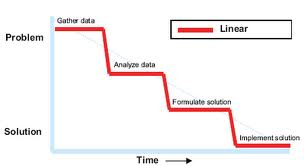 Gather data
Problem
Linear
Analyze data
Formulate solution
Solution
Implement solution
Time